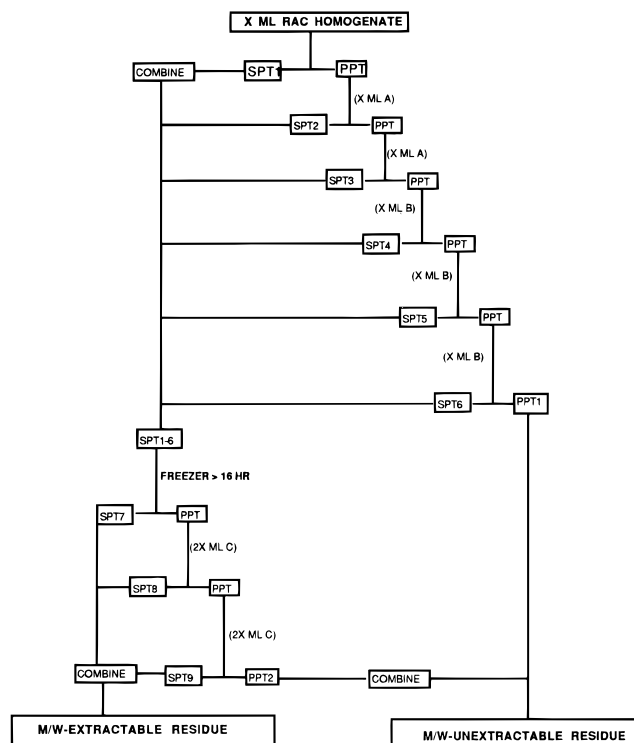 X ML RAC HOMOGENATE
COMBINE
SPT1
PPT
(X ML A)
SPT2
PPT
(X ML A)
SPT3
PPT
(X ML B)
SPT4
PPT
(X ML B)
SPT5
PPT
(X ML B)
SPT6
PPT1
SPT1-6
FREEZER > 16 HR
SPT7
PPT
(2X ML C)
SPT8
PPT
(2X ML C)
COMBINE
SPT9
PPT2
COMBINE
M/W-EXTRACTABLE RESIDUE
M/W-UNEXTRACTABLE RESIDUE